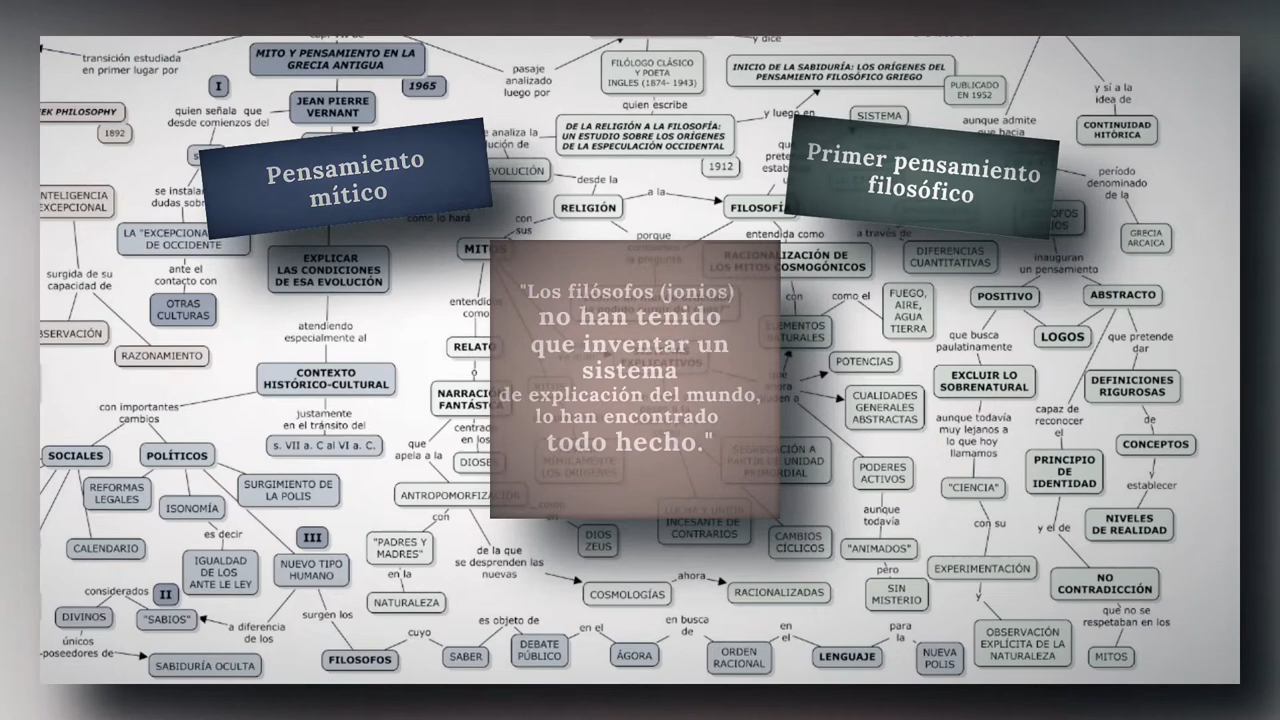 transición estudiada
en primer lugar por
MITO Y PENSAMIENTO EN LA
GRECIA ANTIGUA
I
1965
quien señala que
desde comienzos del
JEAN PIERRE
VERNANT
EK PHILOSOPHY
1892
pasaje
analizado
luego por
FILÓLOGO CLÁSICO
Y POETA
INGLES (1874- 1943)
quien escribe
y dice
INICIO DE LA SABIDURÍA: LOS ORÍGENES DEL
PENSAMIENTO FILOSÓFICO GRIEGO
PUBLICADO
EN 1952
y luego en
SISTEMA
aunque admite
que hacia
y sí a la
idea de
CONTINUIDAD
HITÓRICA
DE LA RELIGIÓN A LA FILOSOFÍA:
UN ESTUDIO SOBRE LOS ORÍGENES
DE LA ESPECULACIÓN OCCIDENTAL
1912
Pensamiento
mítico
Primer pensamiento
filosófico
desde la
RELIGIÓN
a la
porque
período
denominado
de la
GRECIA
ARCAICA
NTELIGENCIA
EXCEPCIONAL
se instalan
dudas sobre
LA "EXCEPCIONA
DE OCCIDENTE
como lo hará
con
sus
entendida como
a través de
RACIONALIZACIÓN DE
LOS MITOS COSMOGÓNICOS
DIFERENCIAS
CUANTITATIVAS
inauguran
un pensamiento
surgida de su
capacidad de
ante el
contacto con
OTRAS
CULTURAS
EXPLICAR
LAS CONDICIONES
DE ESA EVOLUCIÓN
"Los filósofos (jonios)
no han tenido
que inventar un
sistema
de explicación del mundo,
lo han encontrado
todo hecho."
con
como el
FUEGO,
AIRE,
AGUA
TIERRA
POSITIVO
ABSTRACTO
LOGOS
SERVACIÓN
RAZONAMIENTO
atendiendo
especialmente al
ELEMENTOS
NATURALES
POTENCIAS
que busca
paulatinamente
que pretende
dar
CONTEXTO
HISTÓRICO-CULTURAL
RELATO
o
NARRACIÓN
FANTÁSTICA
CUALIDADES
GENERALES
ABSTRACTAS
EXCLUIR LO
SOBRENATURAL
DEFINICIONES
RIGUROSAS
con importantes
cambios
justamente
en el tránsito del
s. VII a. C al VI a. C.
aunque todavía
muy lejanos a
lo que hoy
llamamos
capaz de
reconocer
el
de
CONCEPTOS
SOCIALES
POLÍTICOS
que
apela a la
DIOSES
SEGREGACIÓN A
PARTIR DE UNIDAD
PRIMORDIAL
PODERES
ACTIVOS
PRINCIPIO
DE
IDENTIDAD
establecer
REFORMAS
LEGALES
ISONOMÍA
SURGIMIENTO DE
LA POLIS
ANTROPOMORFIZACIÓN
con
como
LUCHA Y UNIÓN
INCESANTE DE
CONTRARIOS
aunque
todavía
"CIENCIA"
con su
y el de
NIVELES
DE REALIDAD
CALENDARIO
es decir
IGUALDAD
DE LOS
ANTE LE LEY
III
NUEVO TIPO
HUMANO
"PADRES Y
MADRES"
en la
NATURALEZA
de la que
se desprenden las
nuevas
DIOS
ZEUS
CAMBIOS
CÍCLICOS
"ANIMADOS"
pero
SIN
MISTERIO
EXPERIMENTACIÓN
y
NO
CONTRADICCIÓN
considerados
II
DIVINOS
"SABIOS"
a diferencia
de los
surgen los
COSMOLOGÍAS
ahora
RACIONALIZADAS
que no se
respetaban en los
únicos
poseedores de
SABIDURÍA OCULTA
FILOSOFOS
cuyo
SABER
es objeto de
DEBATE
PÚBLICO
en el
ÁGORA
en busca
de
ORDEN
RACIONAL
en
el
LENGUAJE
para
la
NUEVA
POLIS
OBSERVACIÓN
EXPLÍCITA DE LA
NATURALEZA
MITOS